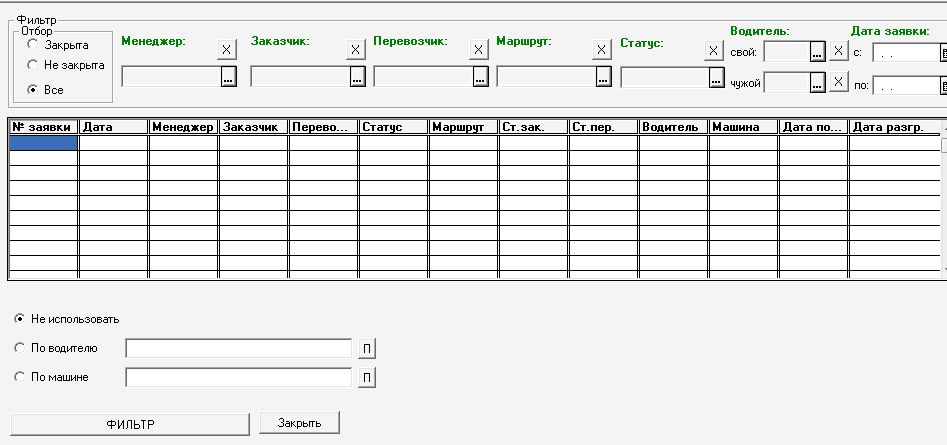 Фильтр
Отбор
Закрыта
Не закрыта
Все
Менеджер: X
...
Заказчик: X
...
Перевозчик: X
...
Маршрут: X
...
Статус: X
...
Водитель:
свой: ... X
чужой ... X
Дата заявки:
с: . .
по: . .
№ заявки Дата Менеджер Заказчик Перево... Статус Маршрут Ст.зак. Ст.пер. Водитель Машина Дата по... Дата разгр.
Не использовать
По водителю П
По машине П
ФИЛЬТР Закрыть